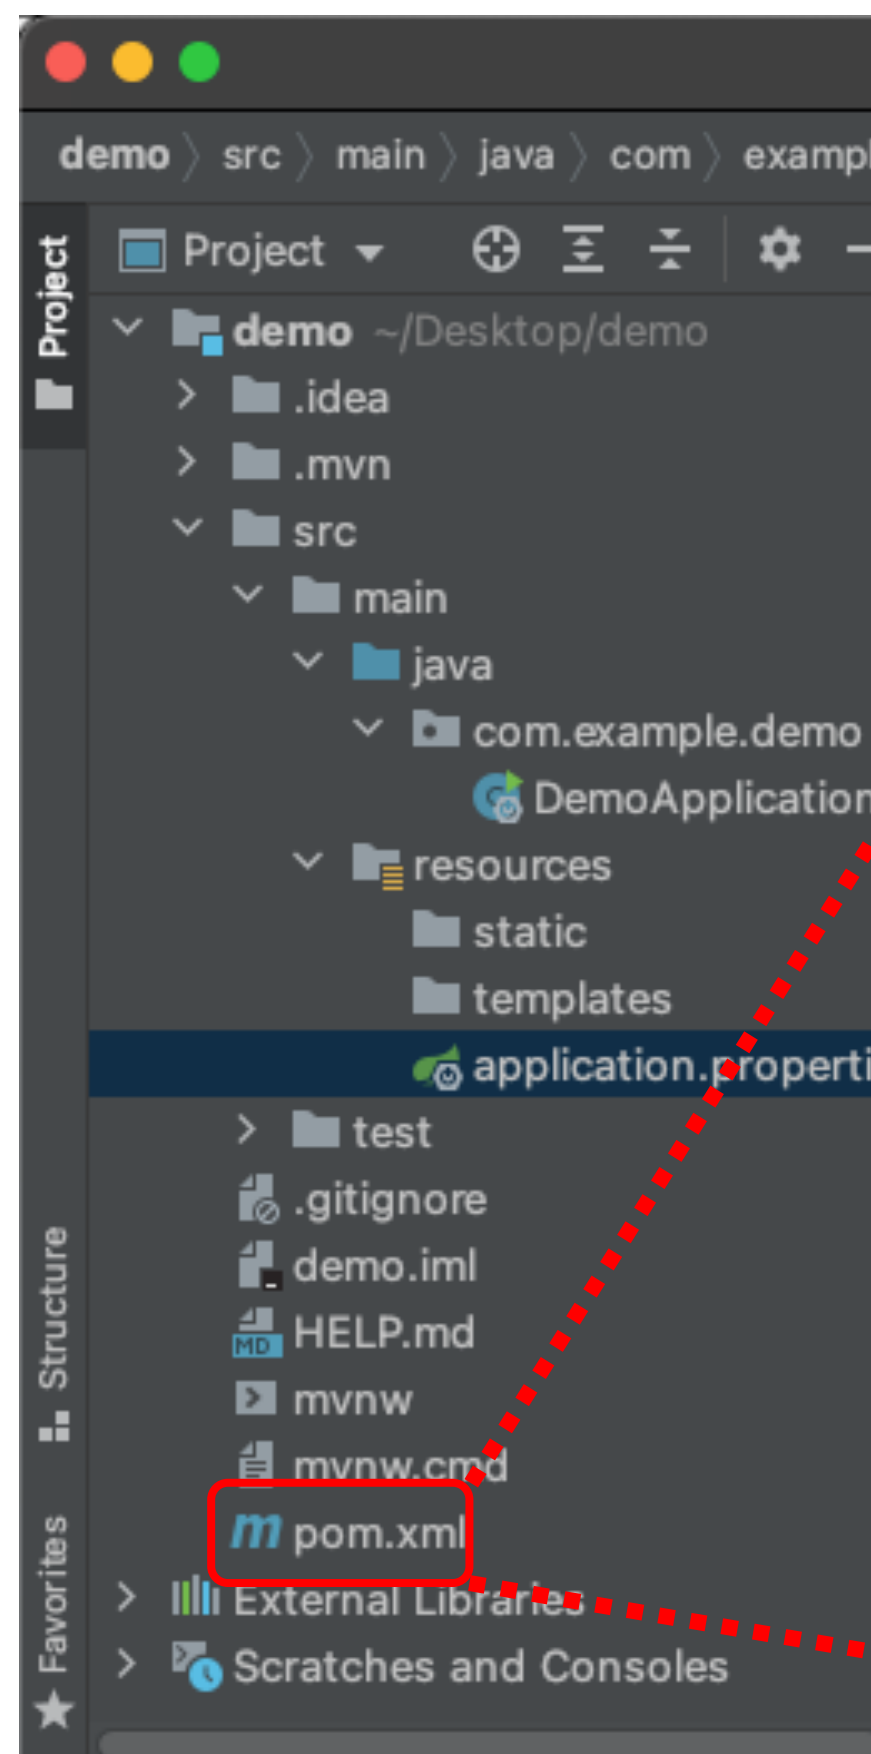 demo 〉 src 〉 main 〉 java 〉 com 〉 exampl
Project
Project
demo ~/Desktop/demo
.idea
.mvn
src
main
java
com.example.demo
DemoApplication
resources
static
templates
application.properti
test
.gitignore
demo.iml
MD HELP.md
mvnw
mvnw.cmd
m pom.xml
External Libraries
Scratches and Consoles
Structure
Favorites